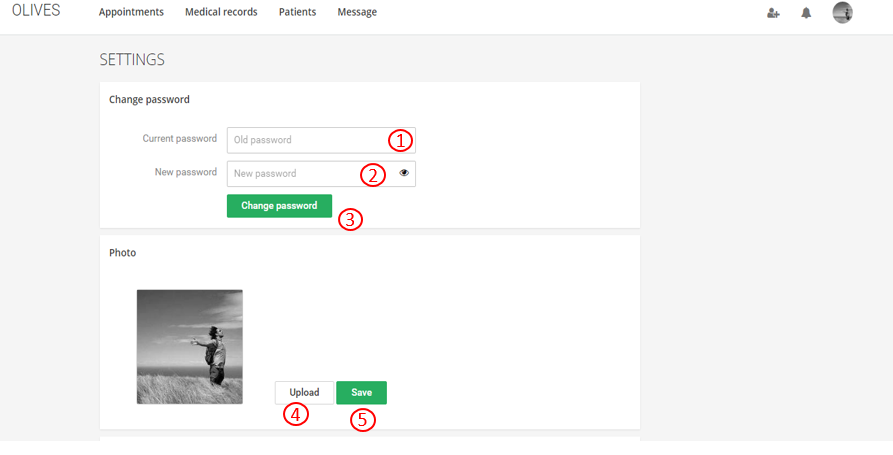 OLIVES Appointments Medical records Patients Message
SETTINGS
Change password
Current password Old password 1
New password New password 2
Change password
3
Photo
Upload Save
4 5